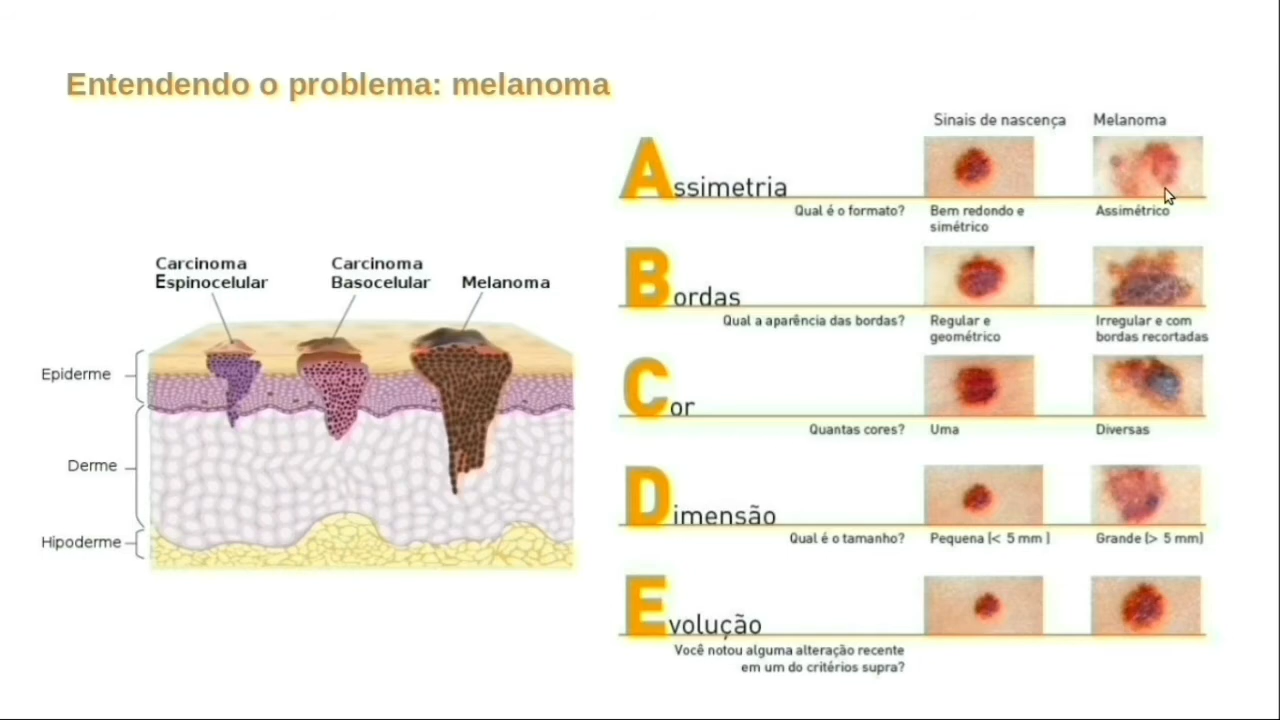 Entendendo o problema: melanoma
Carcinoma
Espinocelular
Carcinoma
Basocelular
Melanoma
Epiderme
Derme
Hipoderme
Sinais de nascença
Melanoma
Assimetria
Qual é o formato?
Bem redondo e
simétrico
Assimétrico
Bordas
Qual a aparência das bordas?
Regular e
geométrico
Irregular e com
bordas recortadas
Cor
Quantas cores?
Uma
Diversas
Dimensão
Qual é o tamanho?
Pequena (< 5 mm )
Grande (> 5 mm)
Evolução
Você notou alguma alteração recente
em um do critérios supra?